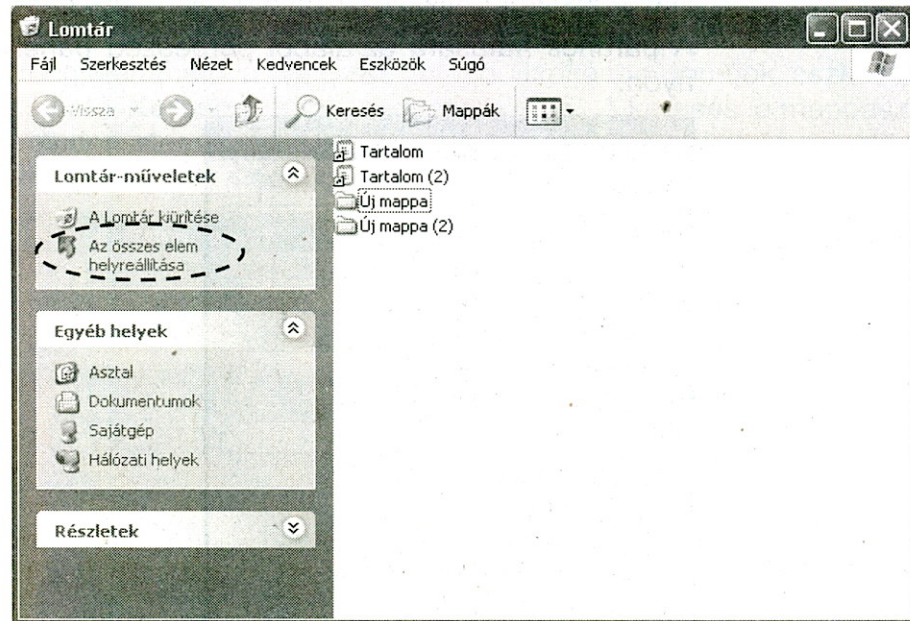 Lomtár
Fájl Szerkesztés Nézet Kedvencek Eszközök Súgó
Vissza Keresés Mappák
Lomtár-műveletek
A Lomtár kiürítése
Az összes elem
helyreállítása
Egyéb helyek
Asztal
Dokumentumok
Sajátgép
Hálózati helyek
Részletek
Tartalom
Tartalom (2)
Új mappa
Új mappa (2)